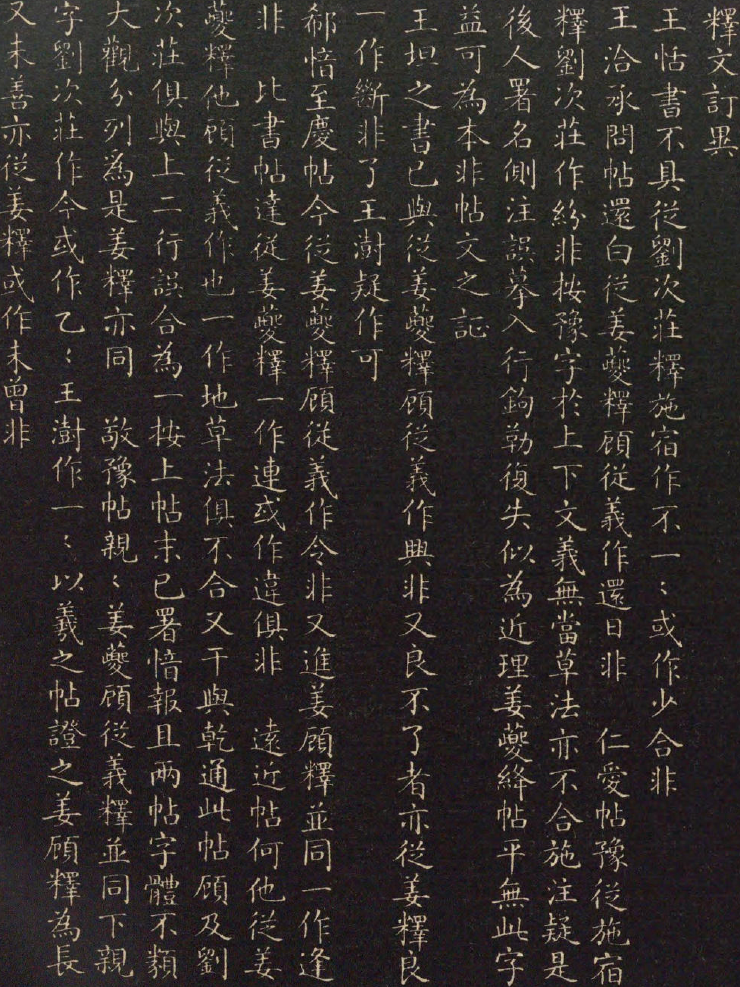 釋文訂異
王恬書不具從劉次莊釋施宿作不一〻或作少合非
王洽承問帖還白從姜夔釋顧從義作還日非　仁愛帖豫從施宿
釋劉次莊作紛非按豫字於上下文義無當草法亦不合施注疑是
後人署名側注誤摹入行鉤勒復失似為近理姜夔絳帖平無此字
益可為本非帖文之証
王坦之書已與從姜夔釋顧從義作興非又良不了者亦從姜釋良
一作斷非了王澍疑作可
郗愔至慶帖今從姜夔釋顧從義作令非又進姜顧釋並同一作逢
非　比書帖達從姜夔釋一作連或作違俱非　遠近帖何他從姜
夔釋他顧從義作也一作地草法俱不合又干與乾通此帖顧及劉
次莊俱與上二行誤合為一按上帖末已署愔報且兩帖字體不類
大觀分列為是姜釋亦同　敬豫帖親〻姜夔顧從義釋並同下親
字劉次莊作今或作乙〻王澍作一〻以羲之帖證之姜顧釋為長
又未善亦從姜釋或作未曾非